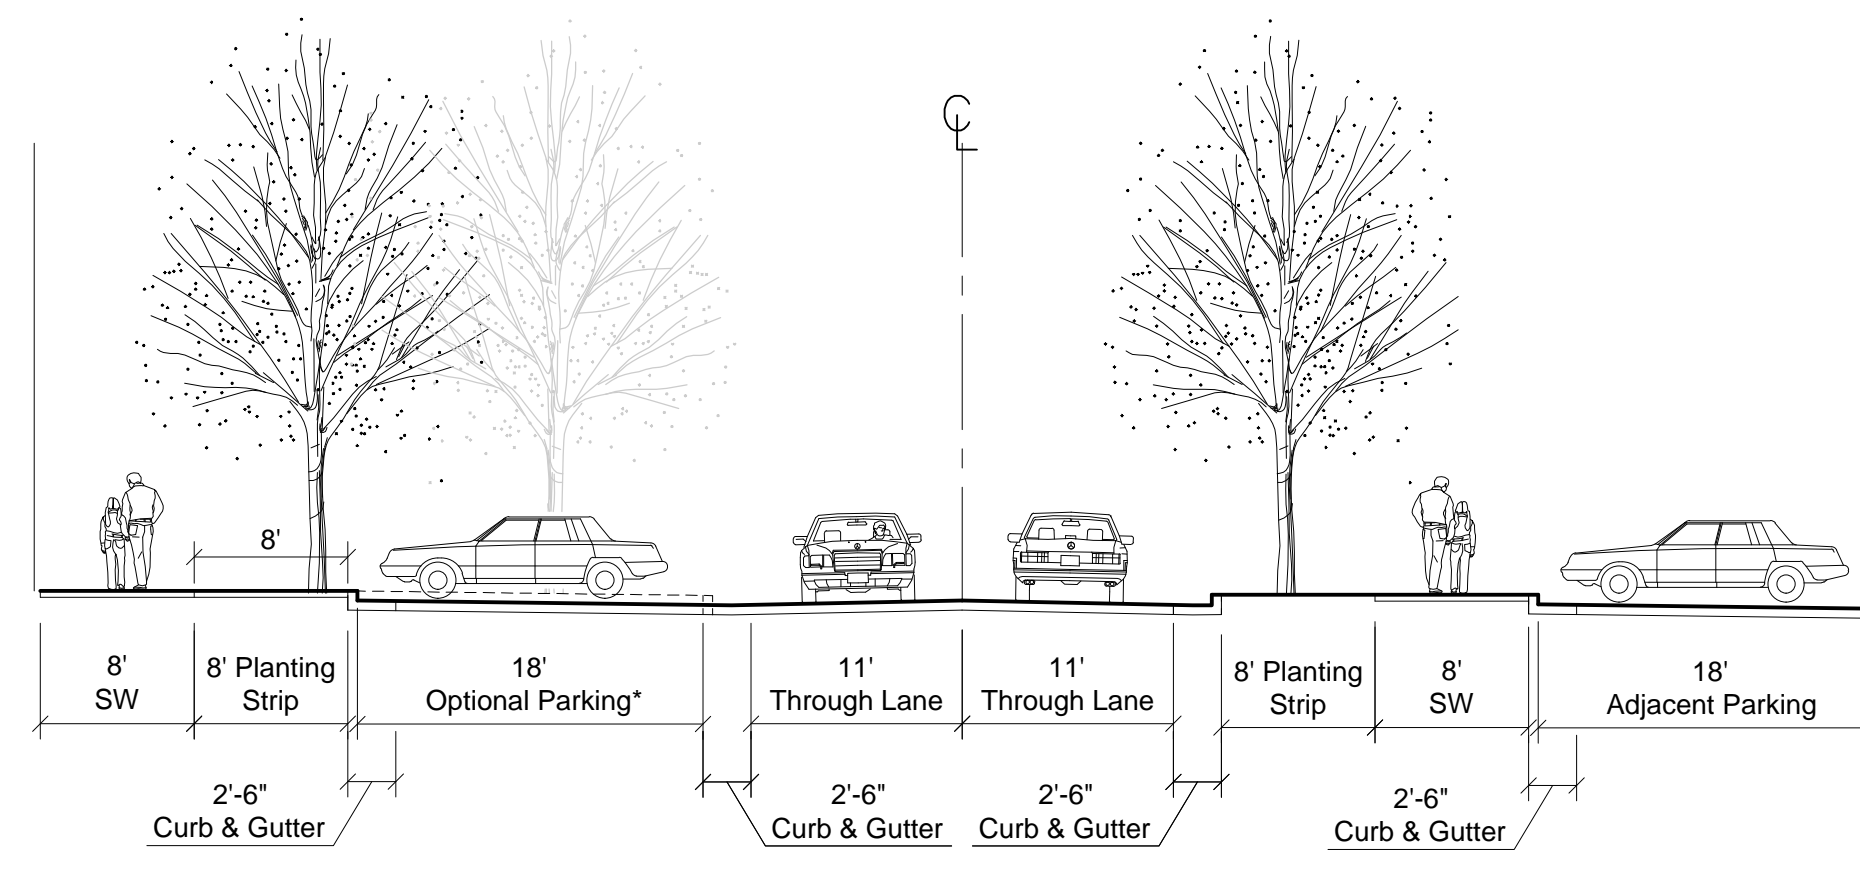 CL
8'
8'
SW
8' Planting
Strip
18'
Optional Parking*
11'
Through Lane
11'
Through Lane
8' Planting
Strip
8'
SW
18'
Adjacent Parking
2'-6"
Curb & Gutter
2'-6"
Curb & Gutter
2'-6"
Curb & Gutter
2'-6"
Curb & Gutter